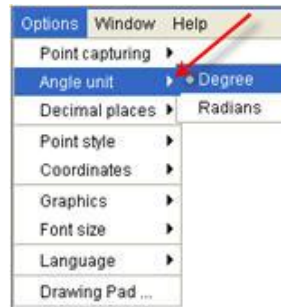 Options Window Help
Point capturing
Angle unit
Degree
Decimal places
Radians
Point style
Coordinates
Graphics
Font size
Language
Drawing Pad ...